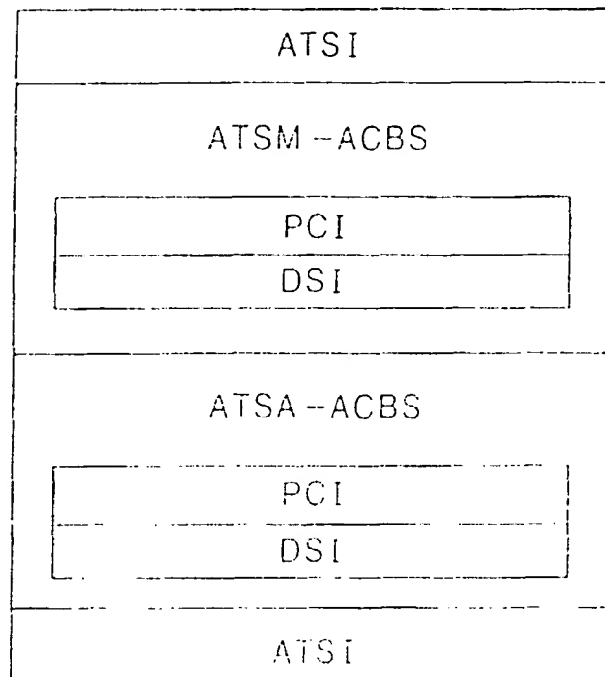 ATSI
ATSM-ACBS
PCI
DSI
ATSA-ACBS
PCI
DSI
ATSI